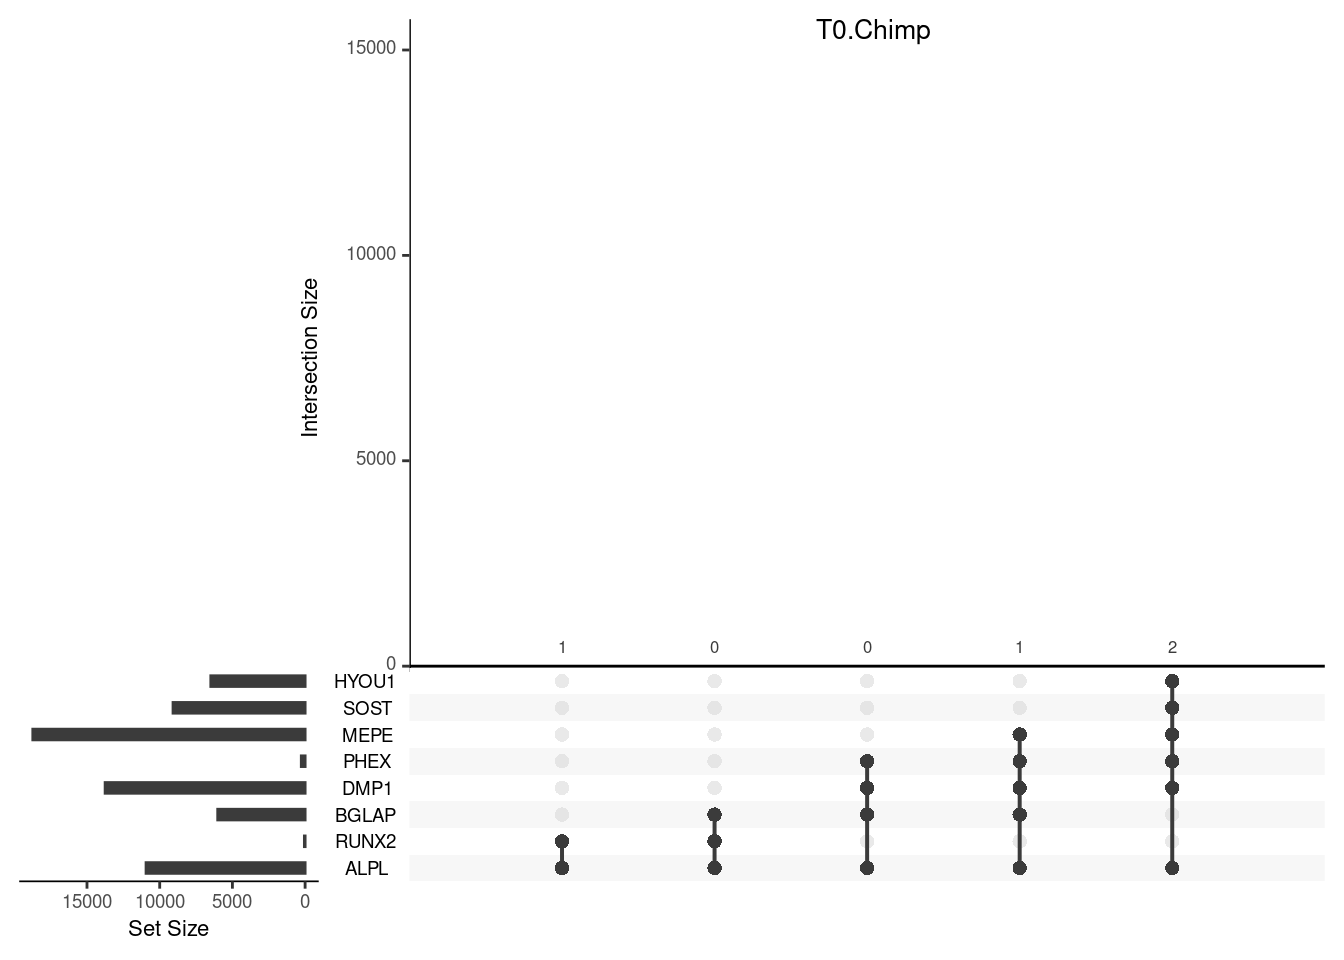 T0.Chimp
15000
10000
5000
0
Intersection Size
1 0 0 1 2
HYOU1
SOST
MEPE
PHEX
DMP1
BGLAP
RUNX2
ALPL
15000 10000 5000 0
Set Size